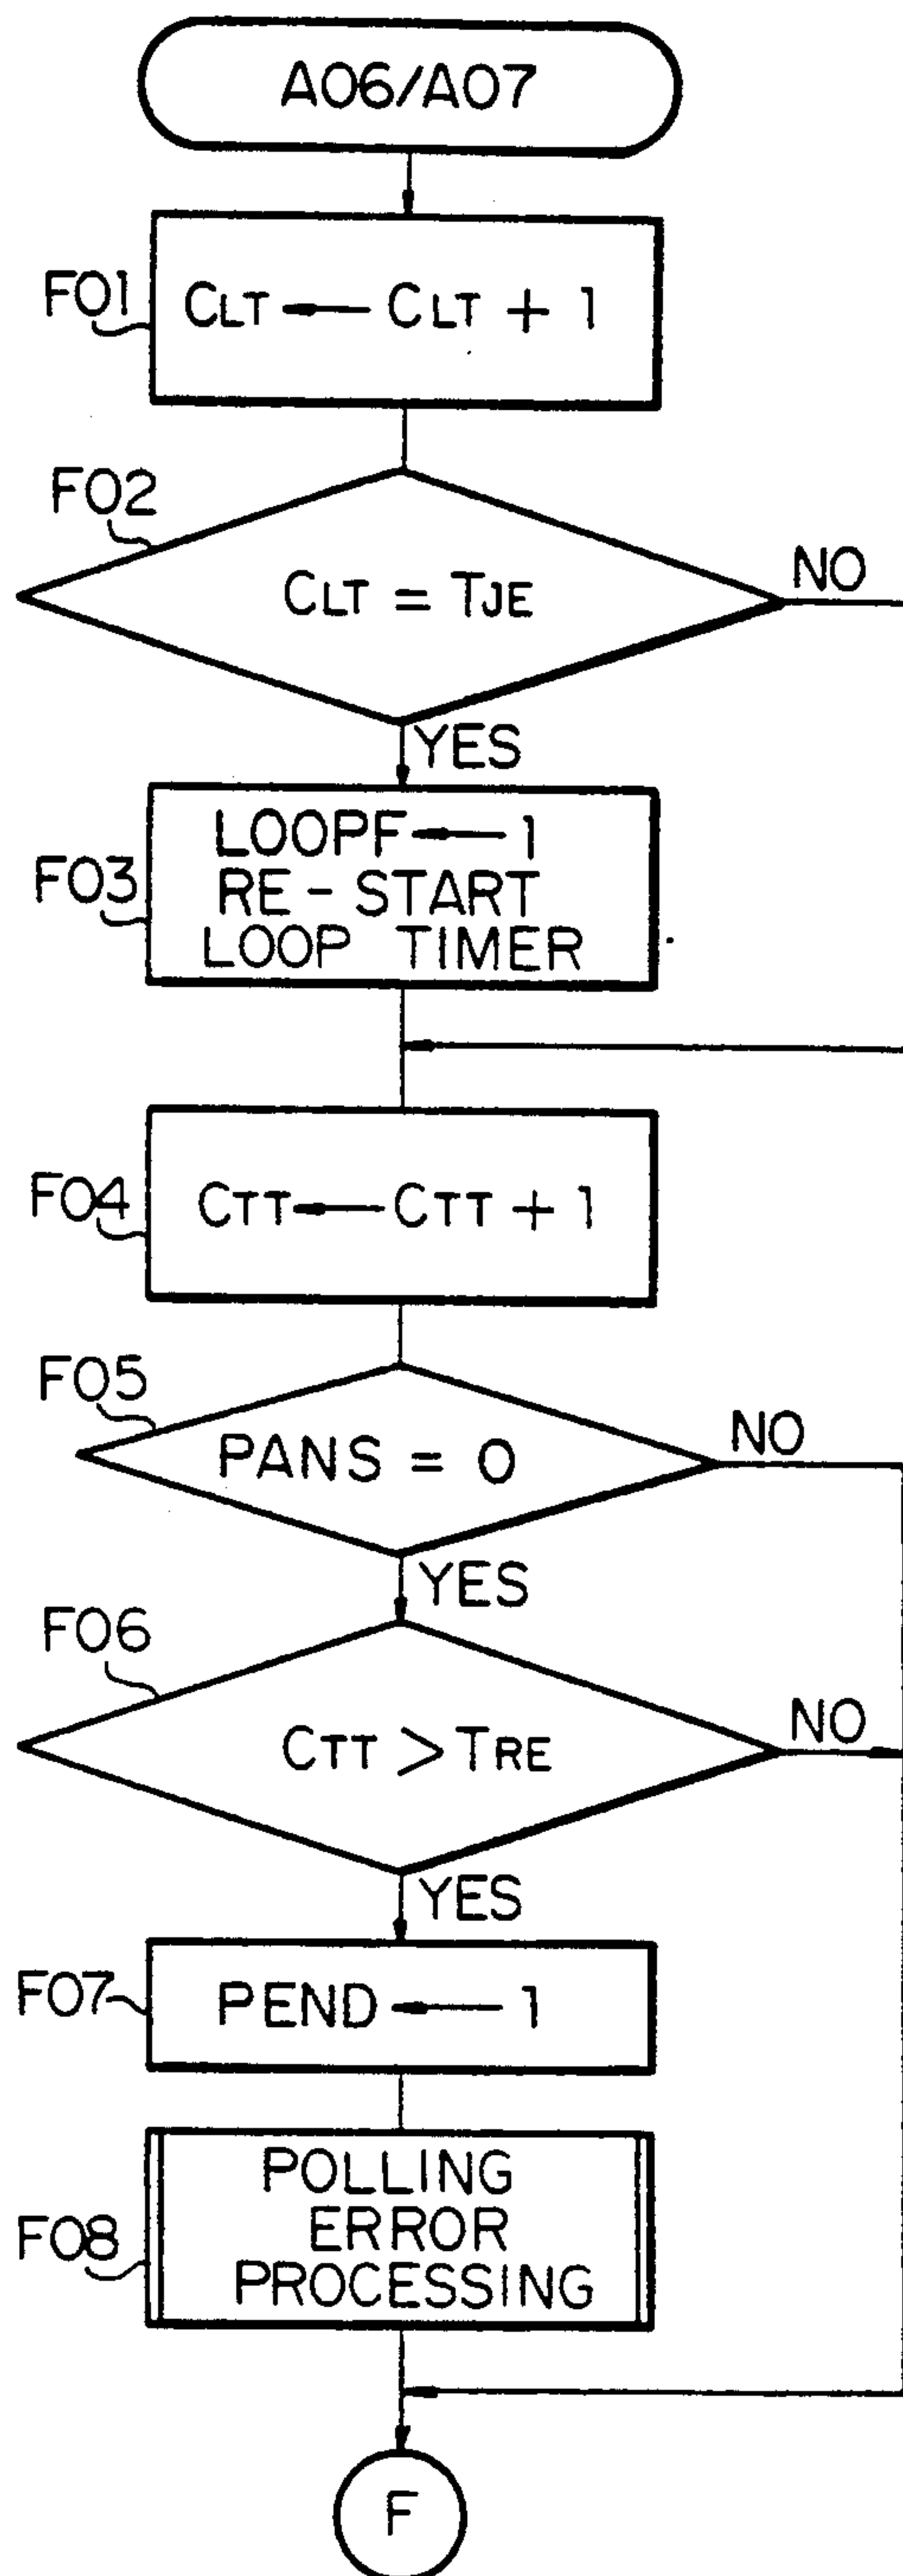 A06/A07
F01
CLT ← CLT + 1
F02
CLT = TJE
NO
YES
F03
LOOPF ← 1
RE-START
LOOP TIMER
F04
CTT ← CTT + 1
F05
PANS = 0
NO
YES
F06
CTT > TRE
NO
YES
F07
PEND ← 1
F08
POLLING
ERROR
PROCESSING
F